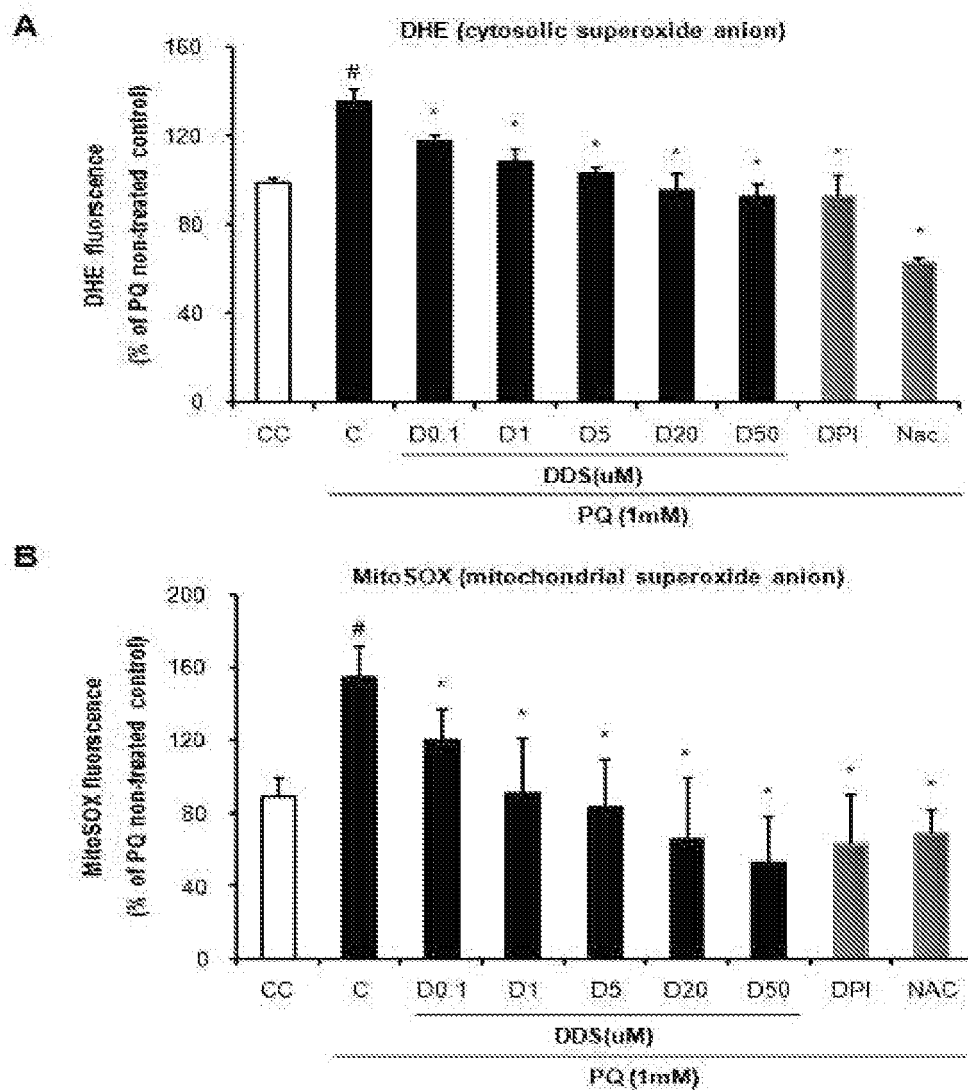 A
DHE (cytosolic superoxide anion)
DHE fluorscence
(% of PQ non-treated control)
160
120
80
40
0
#
*
*
*
*
*
*
*
CC C D0.1 D1 D5 D20 D50 DPI Nac
DDS(uM)
PQ (1mM)
B
MitoSOX (mitochondrial superoxide anion)
MitoSOX fluorscence
(% of PQ non-treated control)
200
160
120
80
40
0
#
*
*
*
*
*
*
*
CC C D0.1 D1 D5 D20 D50 DPI NAC
DDS(uM)
PQ (1mM)